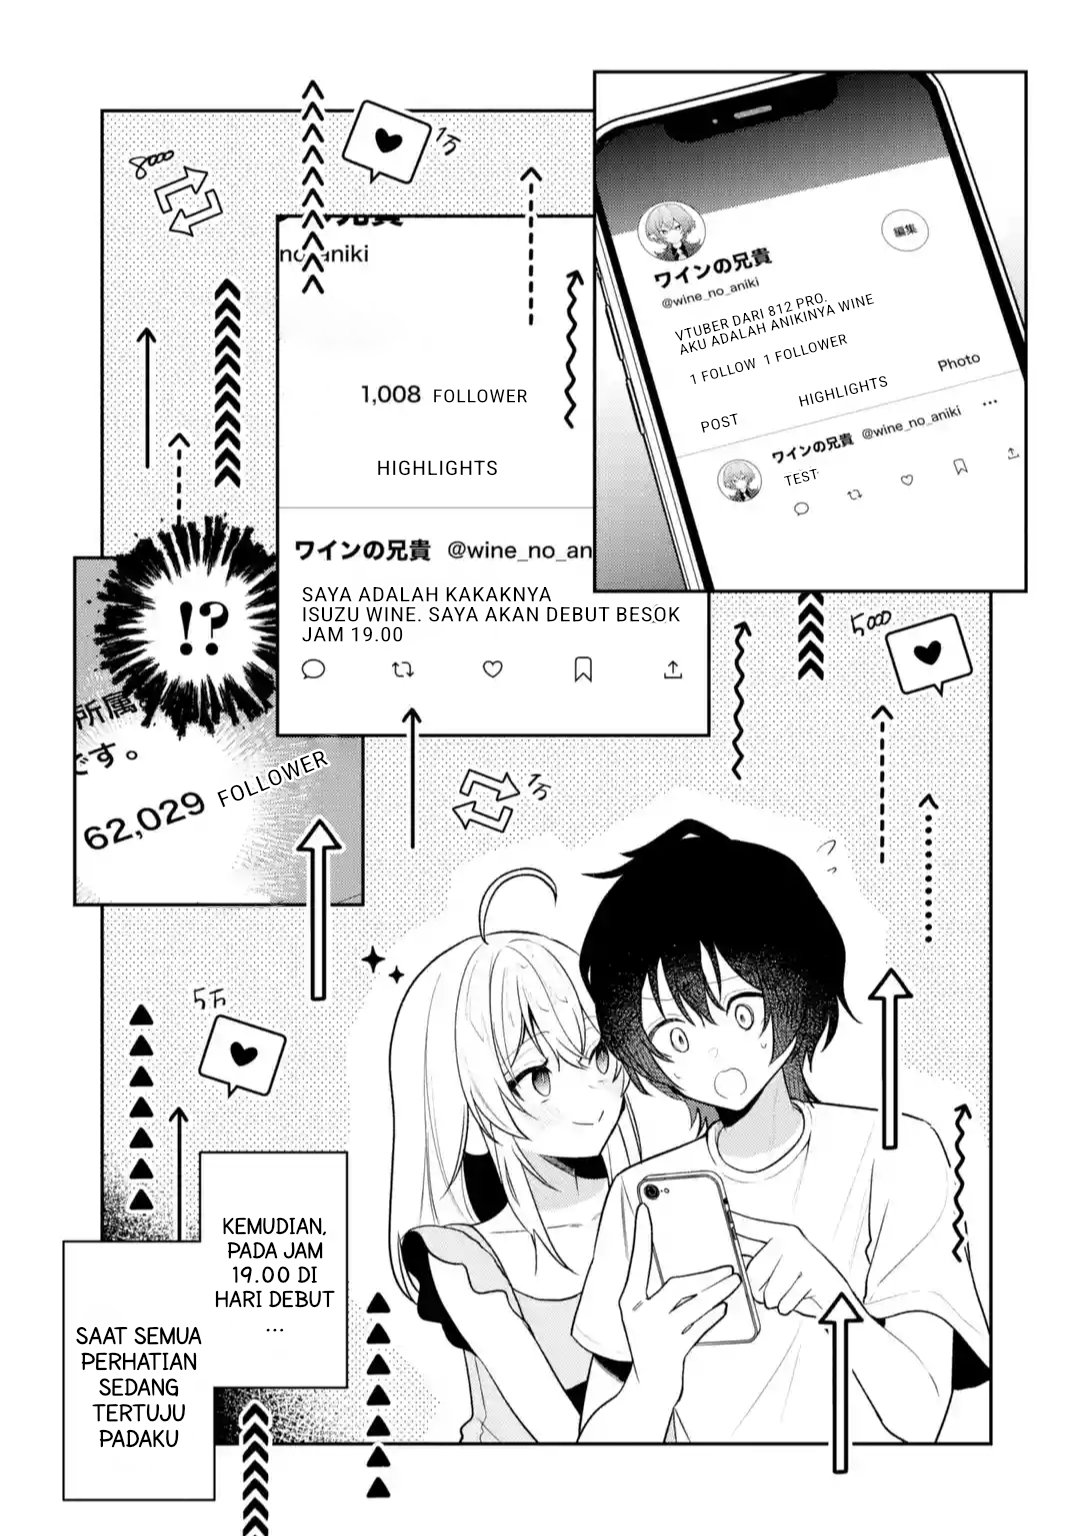 ワインの兄貴
@wine_no_aniki
編集
VTUBER DARI 812 PRO.
AKU ADALAH ANIKINYA WINE
1 FOLLOW 1 FOLLOWER
POST
HIGHLIGHTS
Photo
ワインの兄貴 @wine_no_aniki
TEST
8000
1万
no_aniki
1,008 FOLLOWER
HIGHLIGHTS
ワインの兄貴 @wine_no_an
SAYA ADALAH KAKAKNYA
ISUZU WINE. SAYA AKAN DEBUT BESOK
JAM 19.00
5000
!?
所属
です。
62,029 FOLLOWER
1万
5万
KEMUDIAN,
PADA JAM
19.00 DI
HARI DEBUT
...
SAAT SEMUA
PERHATIAN
SEDANG
TERTUJU
PADAKU